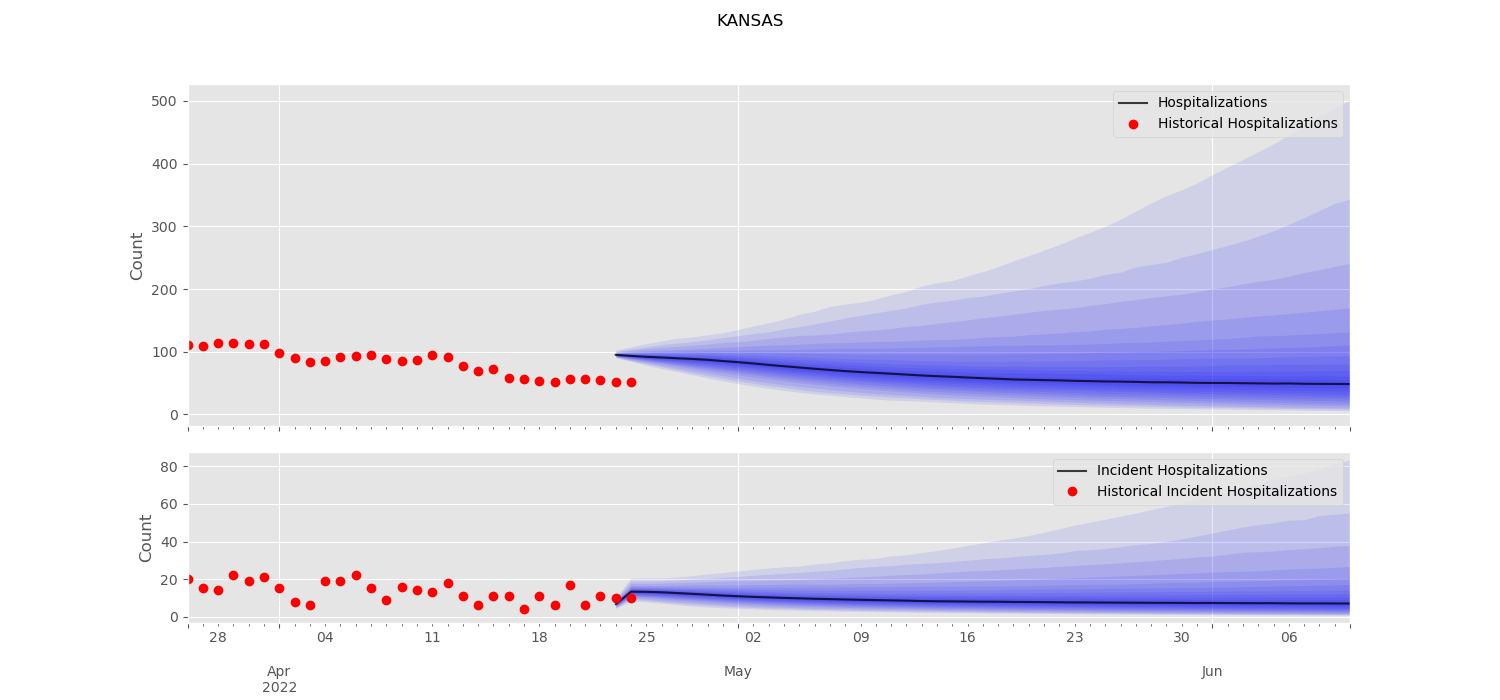 KANSAS
500
400
300
200
100
0
Count
Hospitalizations
Historical Hospitalizations
80
60
40
20
0
Count
Incident Hospitalizations
Historical Incident Hospitalizations
28 04 11 18 25 02 09 16 23 30 06
Apr May Jun
2022